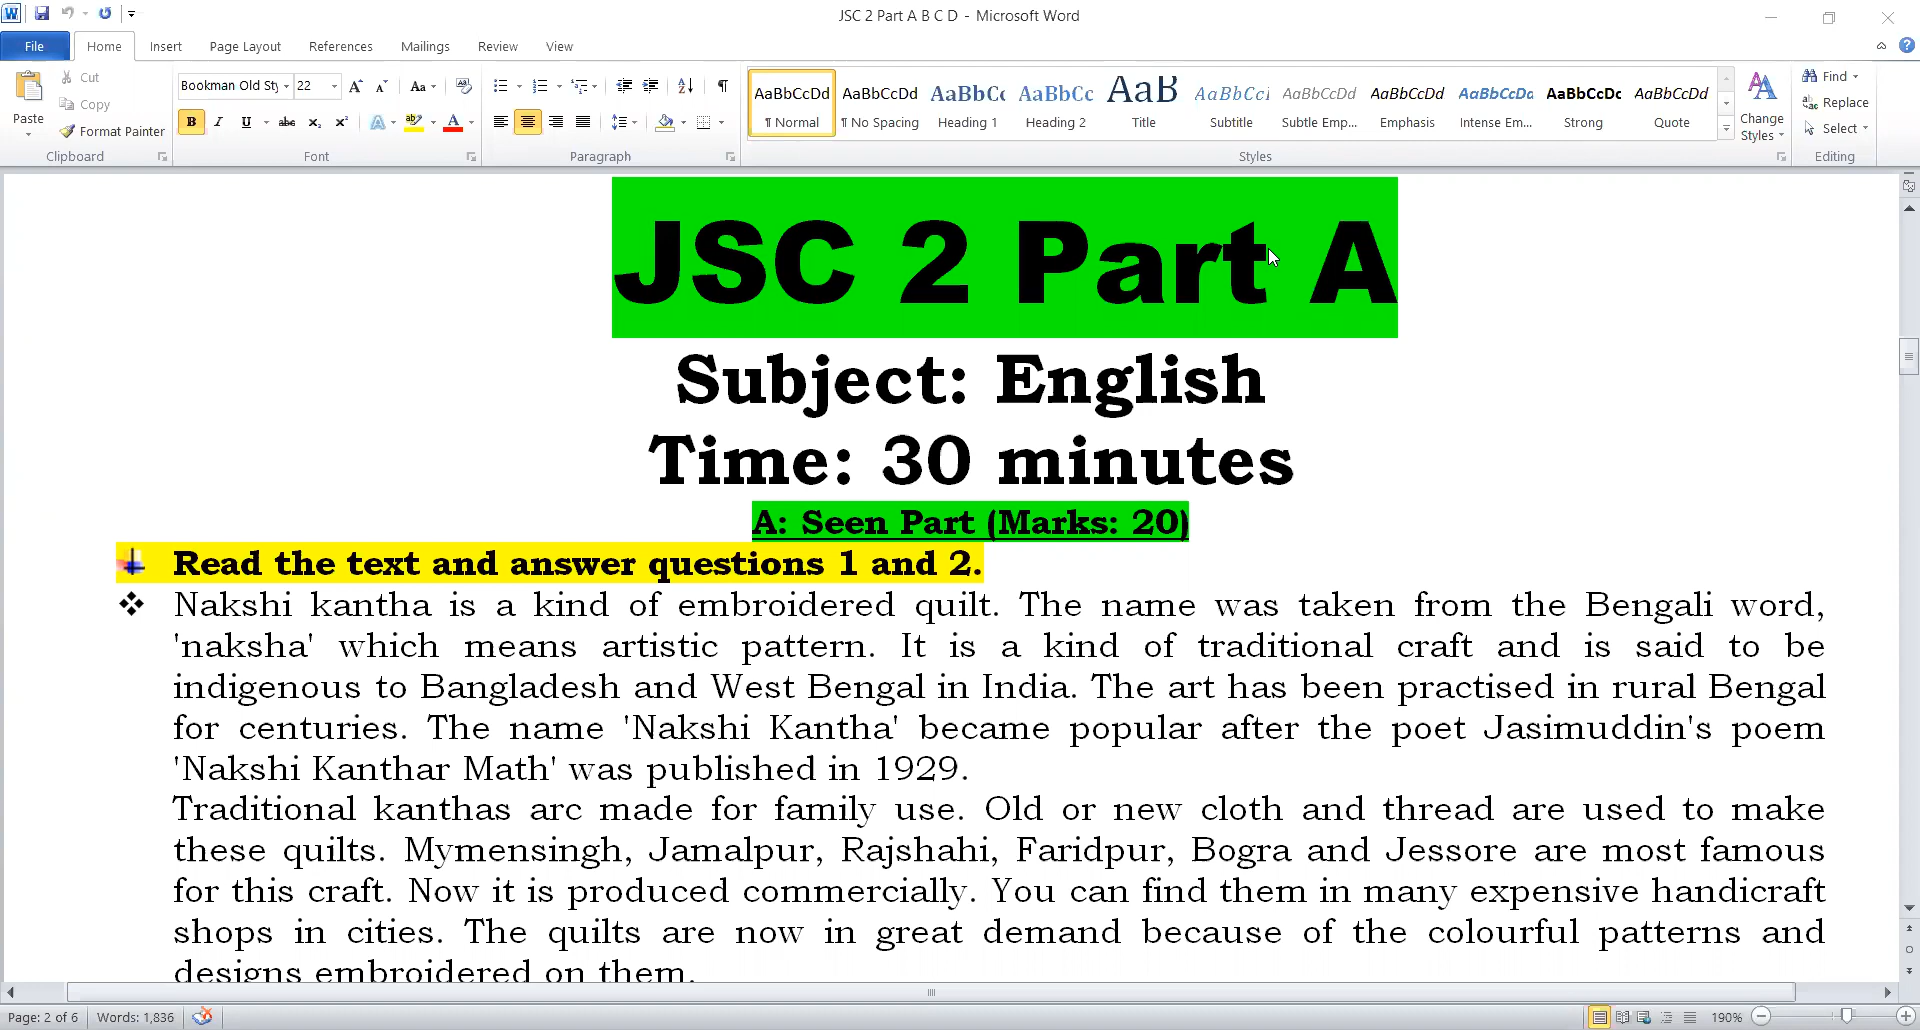 JSC 2 Part A B C D - Microsoft Word
File Home Insert Page Layout References Mailings Review View
Paste
Cut
Copy
Format Painter
Clipboard
Bookman Old Sty 22
Font
Paragraph
AaBbCcDd AaBbCcDd AaBbCc AaBbCc AaB AaBbCcl AaBbCcDd AaBbCcDd AaBbCcDd AaBbCcDc AaBbCcDd
¶ Normal ¶ No Spacing Heading 1 Heading 2 Title Subtitle Subtle Emp... Emphasis Intense Em... Strong Quote
Styles
Change Styles
Find
Replace
Select
Editing
JSC 2 Part A
Subject: English
Time: 30 minutes
A: Seen Part (Marks: 20)
Read the text and answer questions 1 and 2.
Nakshi kantha is a kind of embroidered quilt. The name was taken from the Bengali word,
'naksha' which means artistic pattern. It is a kind of traditional craft and is said to be
indigenous to Bangladesh and West Bengal in India. The art has been practised in rural Bengal
for centuries. The name 'Nakshi Kantha' became popular after the poet Jasimuddin's poem
'Nakshi Kanthar Math' was published in 1929.
Traditional kanthas arc made for family use. Old or new cloth and thread are used to make
these quilts. Mymensingh, Jamalpur, Rajshahi, Faridpur, Bogra and Jessore are most famous
for this craft. Now it is produced commercially. You can find them in many expensive handicraft
shops in cities. The quilts are now in great demand because of the colourful patterns and
designs embroidered on them.
Page: 2 of 6 Words: 1,836 190%